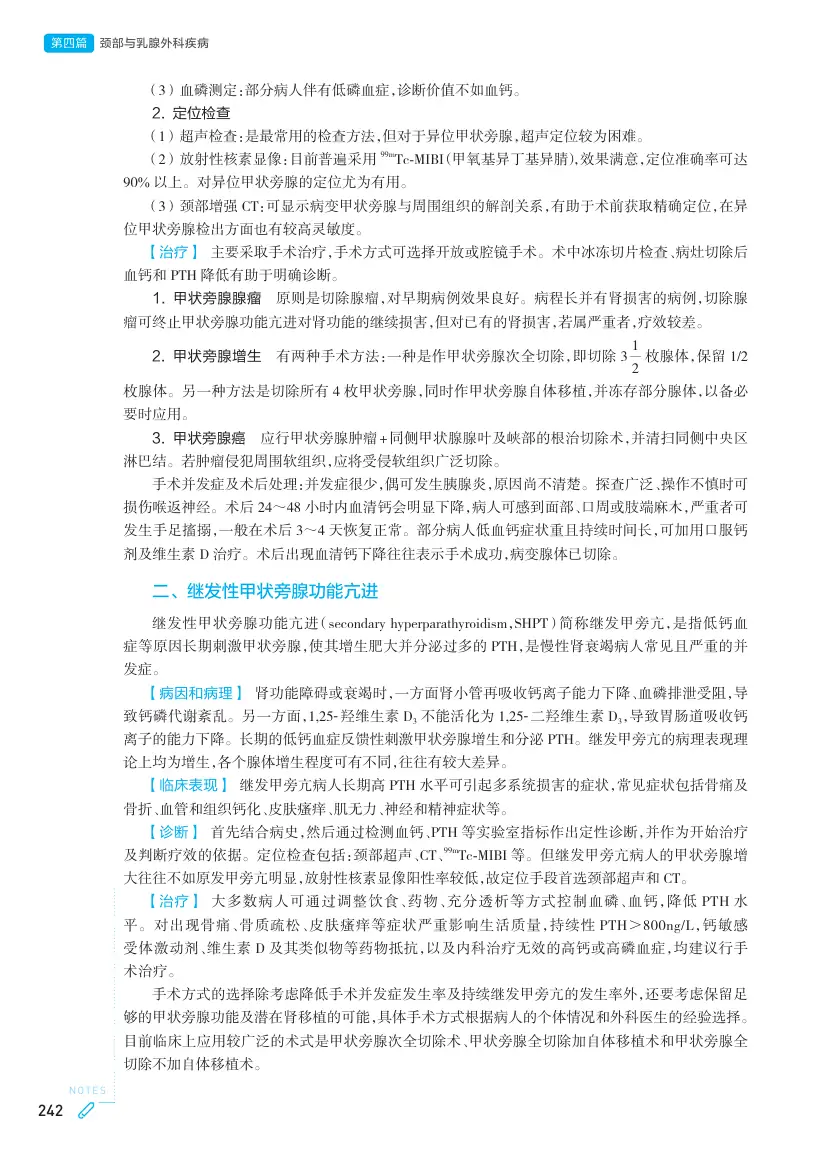 第四篇 颈部与乳腺外科疾病
（3）血磷测定：部分病人伴有低磷血症，诊断价值不如血钙。
2. 定位检查
（1）超声检查：是最常用的检查方法，但对于异位甲状旁腺，超声定位较为困难。
（2）放射性核素显像：目前普遍采用 ⁹⁹ᵐTc-MIBI（甲氧基异丁基异腈），效果满意，定位准确率可达
90% 以上。对异位甲状旁腺的定位尤为有用。
（3）颈部增强 CT：可显示病变甲状旁腺与周围组织的解剖关系，有助于术前获取精确定位，在异
位甲状旁腺检出方面也有较高灵敏度。
【治疗】 主要采取手术治疗，手术方式可选择开放或腔镜手术。术中冰冻切片检查、病灶切除后
血钙和 PTH 降低有助于明确诊断。
1. 甲状旁腺腺瘤 原则是切除腺瘤，对早期病例效果良好。病程长并有肾损害的病例，切除腺
瘤可终止甲状旁腺功能亢进对肾功能的继续损害，但对已有的肾损害，若属严重者，疗效较差。
2. 甲状旁腺增生 有两种手术方法：一种是作甲状旁腺次全切除，即切除 3 1/2 枚腺体，保留 1/2
枚腺体。另一种方法是切除所有 4 枚甲状旁腺，同时作甲状旁腺自体移植，并冻存部分腺体，以备必
要时应用。
3. 甲状旁腺癌 应行甲状旁腺肿瘤+同侧甲状腺腺叶及峡部的根治切除术，并清扫同侧中央区
淋巴结。若肿瘤侵犯周围软组织，应将受侵软组织广泛切除。
手术并发症及术后处理：并发症很少，偶可发生胰腺炎，原因尚不清楚。探查广泛、操作不慎时可
损伤喉返神经。术后 24～48 小时内血清钙会明显下降，病人可感到面部、口周或肢端麻木，严重者可
发生手足搐搦，一般在术后 3～4 天恢复正常。部分病人低血钙症状重且持续时间长，可加用口服钙
剂及维生素 D 治疗。术后出现血清钙下降往往表示手术成功，病变腺体已切除。
二、继发性甲状旁腺功能亢进
继发性甲状旁腺功能亢进（secondary hyperparathyroidism，SHPT）简称继发甲旁亢，是指低钙血
症等原因长期刺激甲状旁腺，使其增生肥大并分泌过多的 PTH，是慢性肾衰竭病人常见且严重的并
发症。
【病因和病理】 肾功能障碍或衰竭时，一方面肾小管再吸收钙离子能力下降、血磷排泄受阻，导
致钙磷代谢紊乱。另一方面，1,25-羟维生素 D₃ 不能活化为 1,25-二羟维生素 D₃，导致胃肠道吸收钙
离子的能力下降。长期的低钙血症反馈性刺激甲状旁腺增生和分泌 PTH。继发甲旁亢的病理表现理
论上均为增生，各个腺体增生程度可有不同，往往有较大差异。
【临床表现】 继发甲旁亢病人长期高 PTH 水平可引起多系统损害的症状，常见症状包括骨痛及
骨折、血管和组织钙化、皮肤瘙痒、肌无力、神经和精神症状等。
【诊断】 首先结合病史，然后通过检测血钙、PTH 等实验室指标作出定性诊断，并作为开始治疗
及判断疗效的依据。定位检查包括：颈部超声、CT、⁹⁹ᵐTc-MIBI 等。但继发甲旁亢病人的甲状旁腺增
大往往不如原发甲旁亢明显，放射性核素显像阳性率较低，故定位手段首选颈部超声和 CT。
【治疗】 大多数病人可通过调整饮食、药物、充分透析等方式控制血磷、血钙，降低 PTH 水
平。对出现骨痛、骨质疏松、皮肤瘙痒等症状严重影响生活质量，持续性 PTH＞800ng/L，钙敏感
受体激动剂、维生素 D 及其类似物等药物抵抗，以及内科治疗无效的高钙或高磷血症，均建议行手
术治疗。
手术方式的选择除考虑降低手术并发症发生率及持续继发甲旁亢的发生率外，还要考虑保留足
够的甲状旁腺功能及潜在肾移植的可能，具体手术方式根据病人的个体情况和外科医生的经验选择。
目前临床上应用较广泛的术式是甲状旁腺次全切除术、甲状旁腺全切除加自体移植术和甲状旁腺全
切除不加自体移植术。
NOTES
242